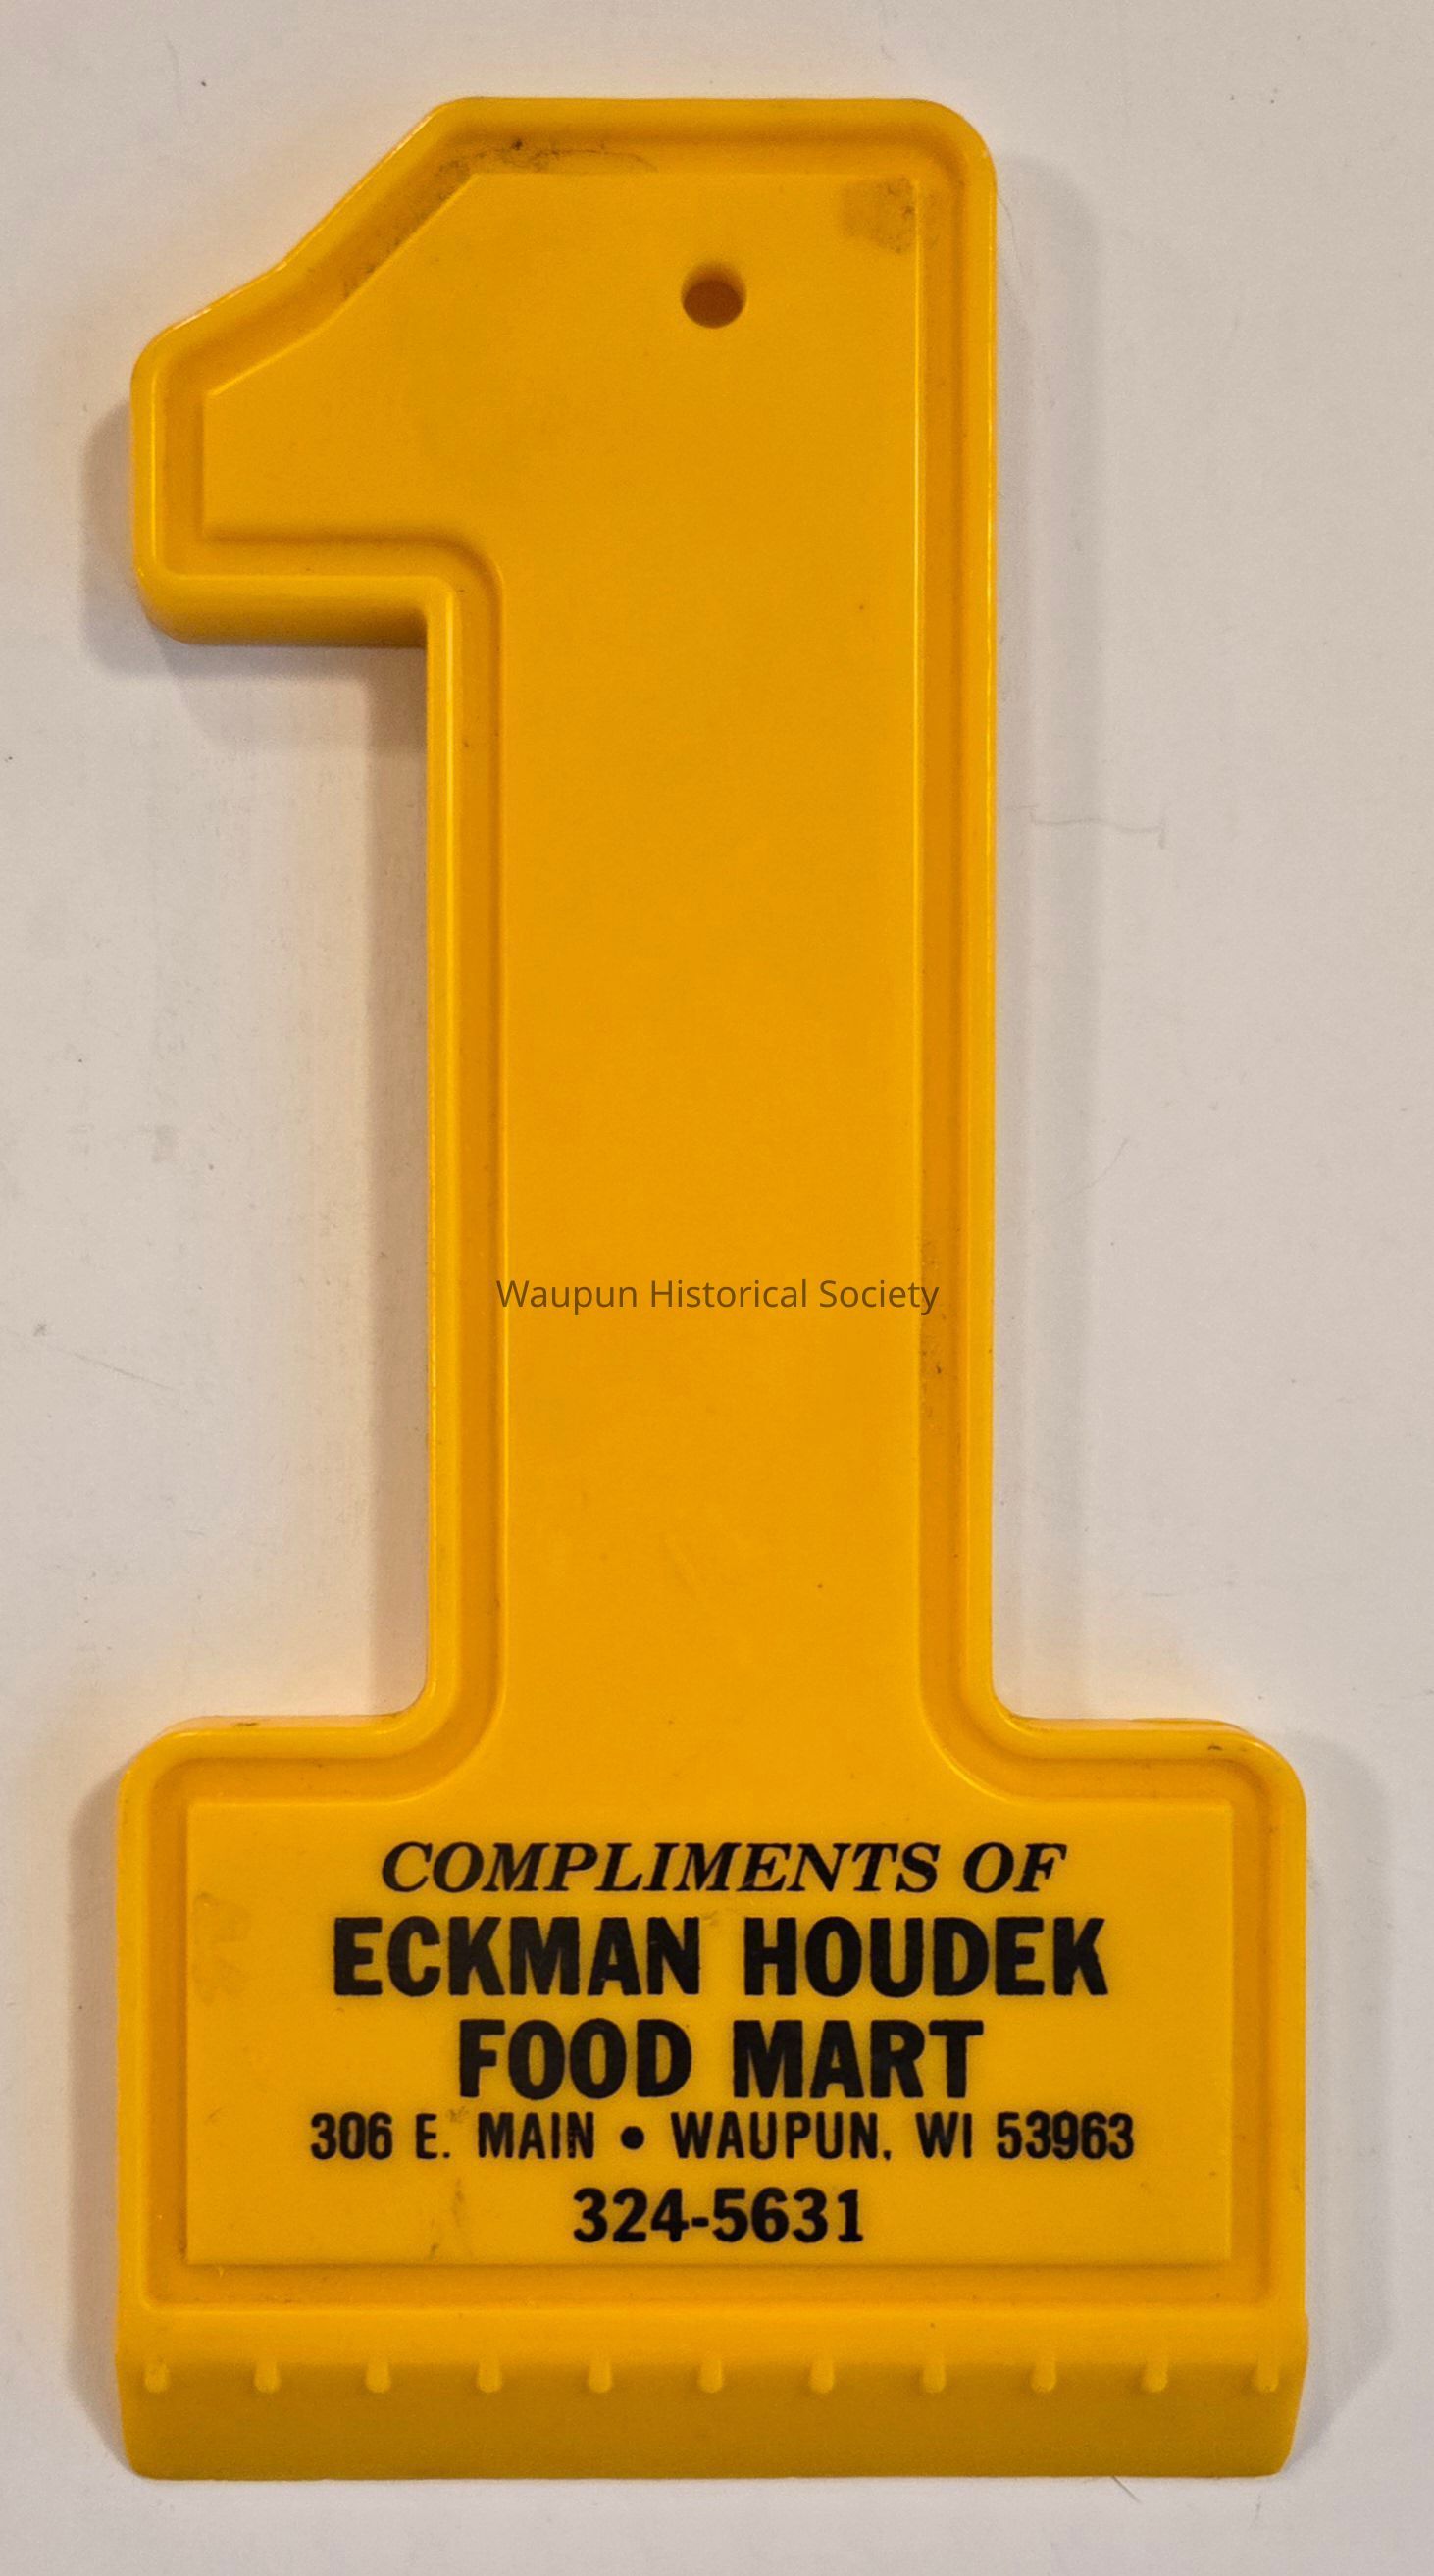 Waupun Historical Society
COMPLIMENTS OF
ECKMAN HOUDEK
FOOD MART
306 E. MAIN • WAUPUN, WI 53963
324-5631